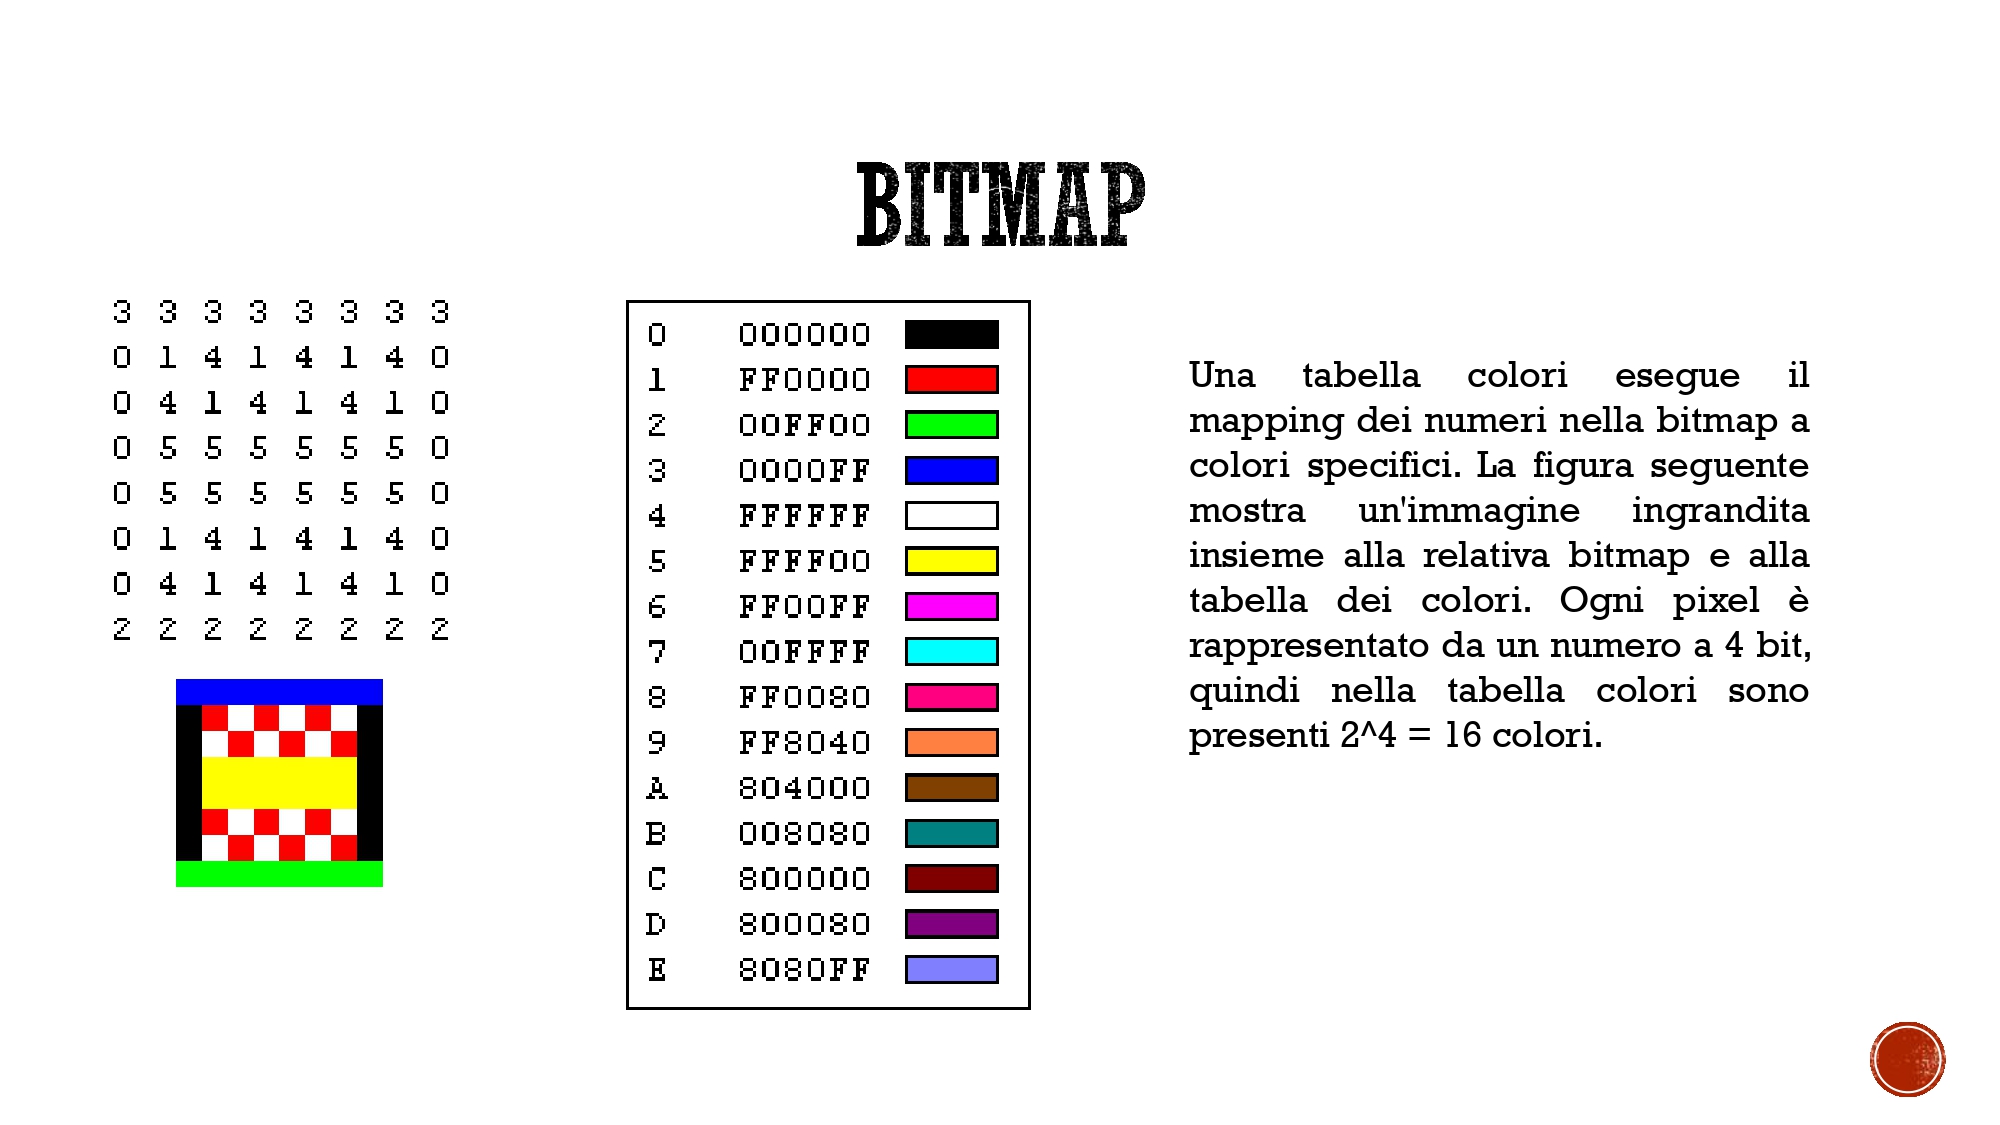 BITMAP
3 3 3 3 3 3 3 3
0 1 4 1 4 1 4 0
0 4 1 4 1 4 1 0
0 5 5 5 5 5 5 0
0 5 5 5 5 5 5 0
0 1 4 1 4 1 4 0
0 4 1 4 1 4 1 0
2 2 2 2 2 2 2 2
0 000000
1 FF0000
2 00FF00
3 0000FF
4 FFFFFF
5 FFFF00
6 FF00FF
7 00FFFF
8 FF0080
9 FF8040
A 804000
B 008080
C 800000
D 800080
E 8080FF
Una tabella colori esegue il
mapping dei numeri nella bitmap a
colori specifici. La figura seguente
mostra un'immagine ingrandita
insieme alla relativa bitmap e alla
tabella dei colori. Ogni pixel è
rappresentato da un numero a 4 bit,
quindi nella tabella colori sono
presenti 2^4 = 16 colori.